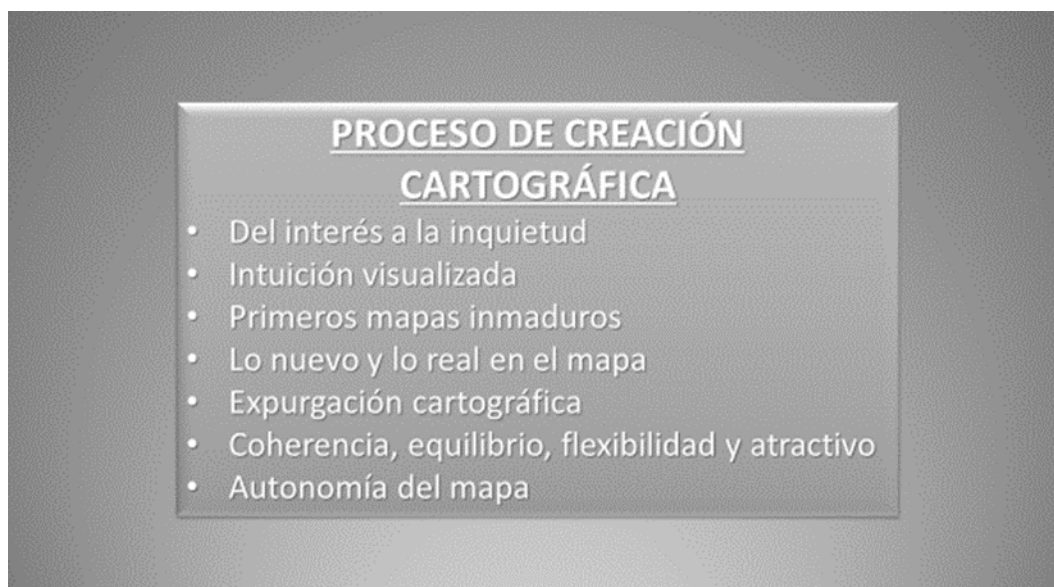 PROCESO DE CREACIÓN
CARTOGRÁFICA
• Del interés a la inquietud
• Intuición visualizada
• Primeros mapas inmaduros
• Lo nuevo y lo real en el mapa
• Expurgación cartográfica
• Coherencia, equilibrio, flexibilidad y atractivo
• Autonomía del mapa